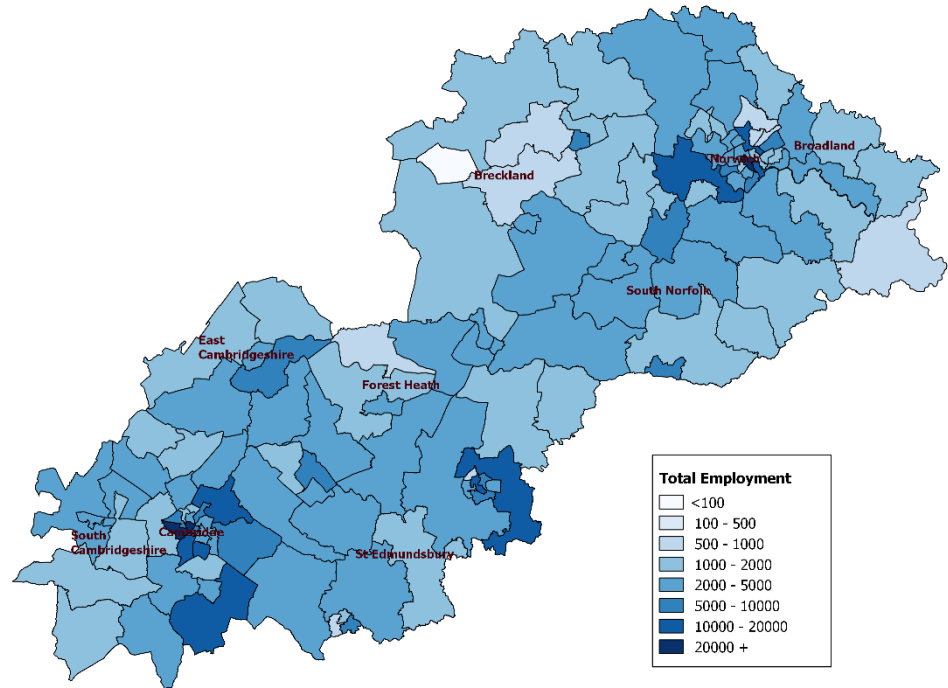 Broadland
Norwich
Breckland
South Norfolk
East
Cambridgeshire
Forest Heath
Cambridge
South
Cambridgeshire
St Edmundsbury
Total Employment
<100
100 - 500
500 - 1000
1000 - 2000
2000 - 5000
5000 - 10000
10000 - 20000
20000 +